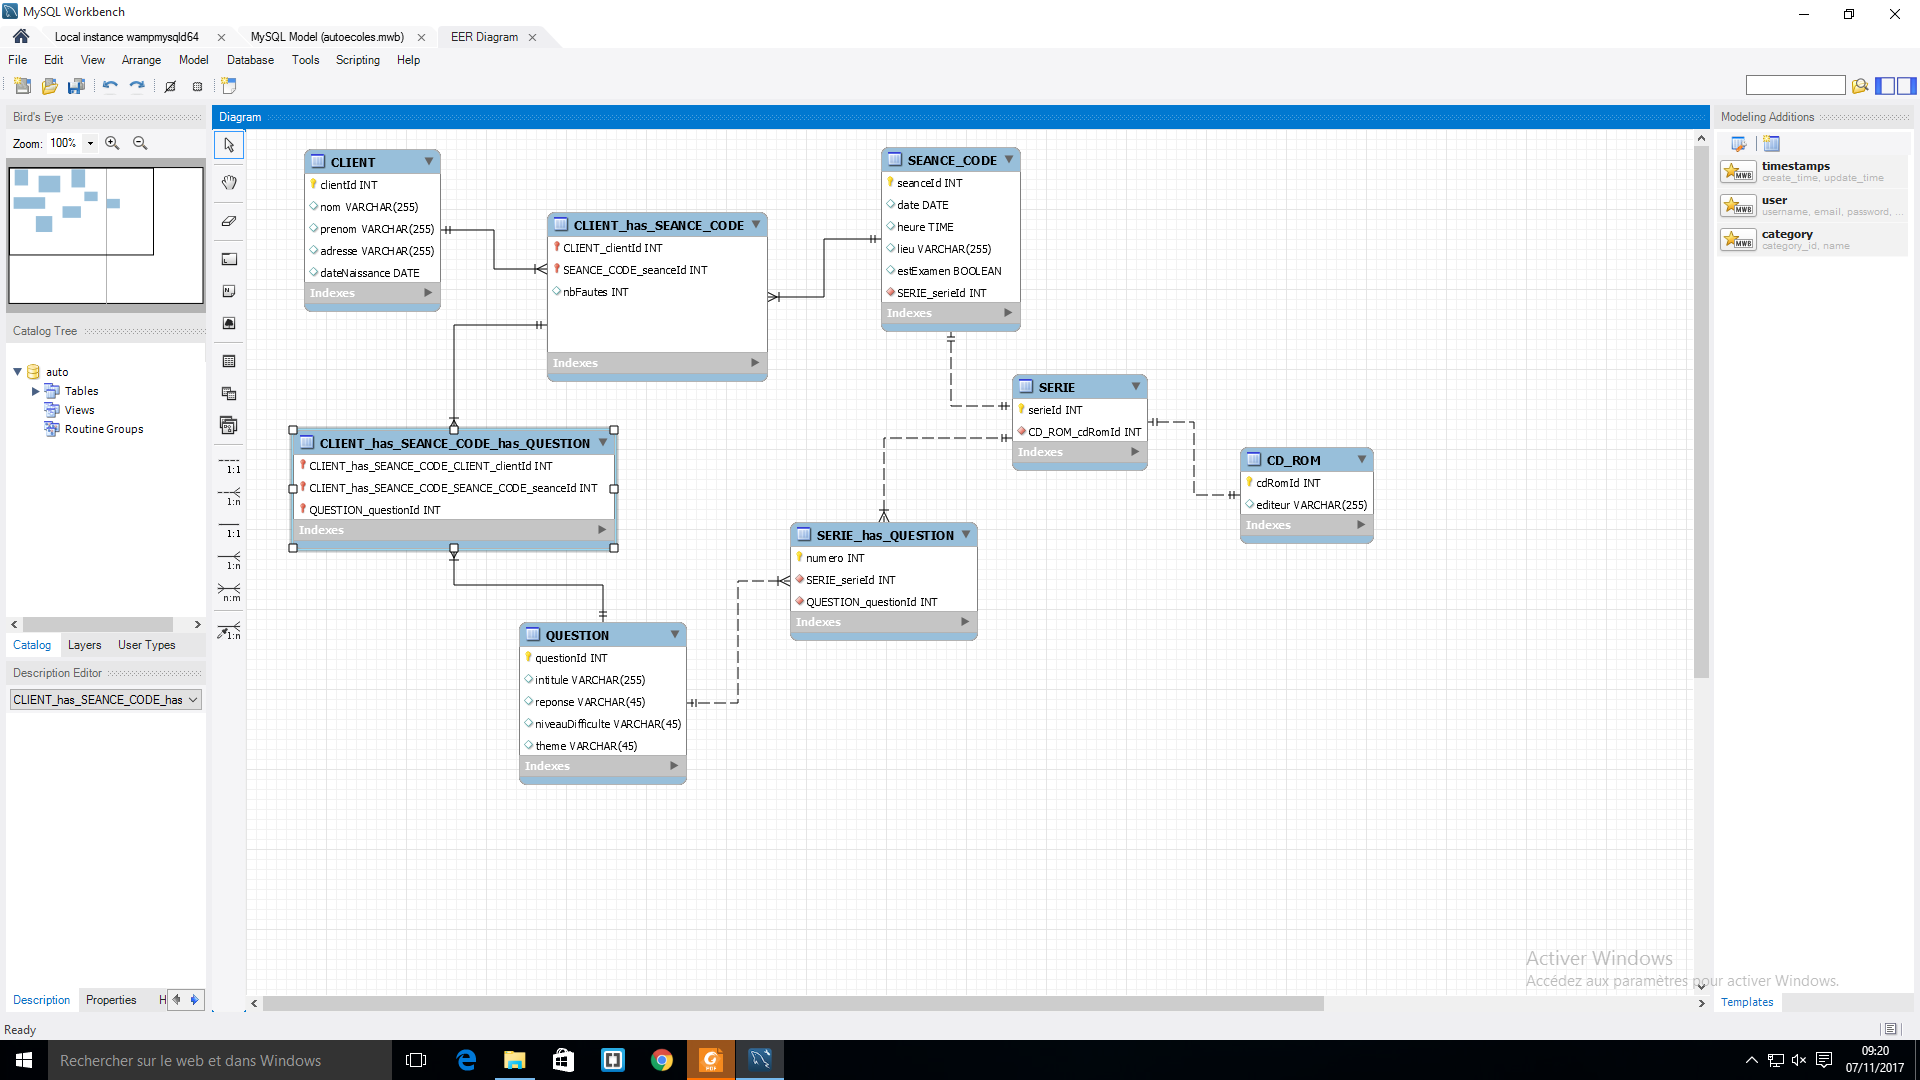 MySQL Workbench
Local instance wampmysqld64
MySQL Model (autoecoles.mwb)
EER Diagram
File Edit View Arrange Model Database Tools Scripting Help
Bird's Eye
Zoom: 100%
Catalog Tree
auto
Tables
Views
Routine Groups
Catalog Layers User Types
Description Editor
CLIENT_has_SEANCE_CODE_has
Description Properties H
Ready
1:1
1:n
1:1
1:n
n:m
1:n
Diagram
CLIENT
clientId INT
nom VARCHAR(255)
prenom VARCHAR(255)
adresse VARCHAR(255)
dateNaissance DATE
Indexes
CLIENT_has_SEANCE_CODE
CLIENT_clientId INT
SEANCE_CODE_seanceId INT
nbFautes INT
Indexes
SEANCE_CODE
seanceId INT
date DATE
heure TIME
lieu VARCHAR(255)
estExamen BOOLEAN
SERIE_serieId INT
Indexes
SERIE
serieId INT
CD_ROM_cdRomId INT
Indexes
CD_ROM
cdRomId INT
editeur VARCHAR(255)
Indexes
CLIENT_has_SEANCE_CODE_has_QUESTION
CLIENT_has_SEANCE_CODE_CLIENT_clientId INT
CLIENT_has_SEANCE_CODE_SEANCE_CODE_seanceId INT
QUESTION_questionId INT
Indexes
SERIE_has_QUESTION
numero INT
SERIE_serieId INT
QUESTION_questionId INT
Indexes
QUESTION
questionId INT
intitule VARCHAR(255)
reponse VARCHAR(45)
niveauDifficulte VARCHAR(45)
theme VARCHAR(45)
Indexes
Modeling Additions
timestamps
create_time, update_time
user
username, email, password, ...
category
category_id, name
Activer Windows
Accédez aux paramètres pour activer Windows.
Templates
Rechercher sur le web et dans Windows
09:20
07/11/2017